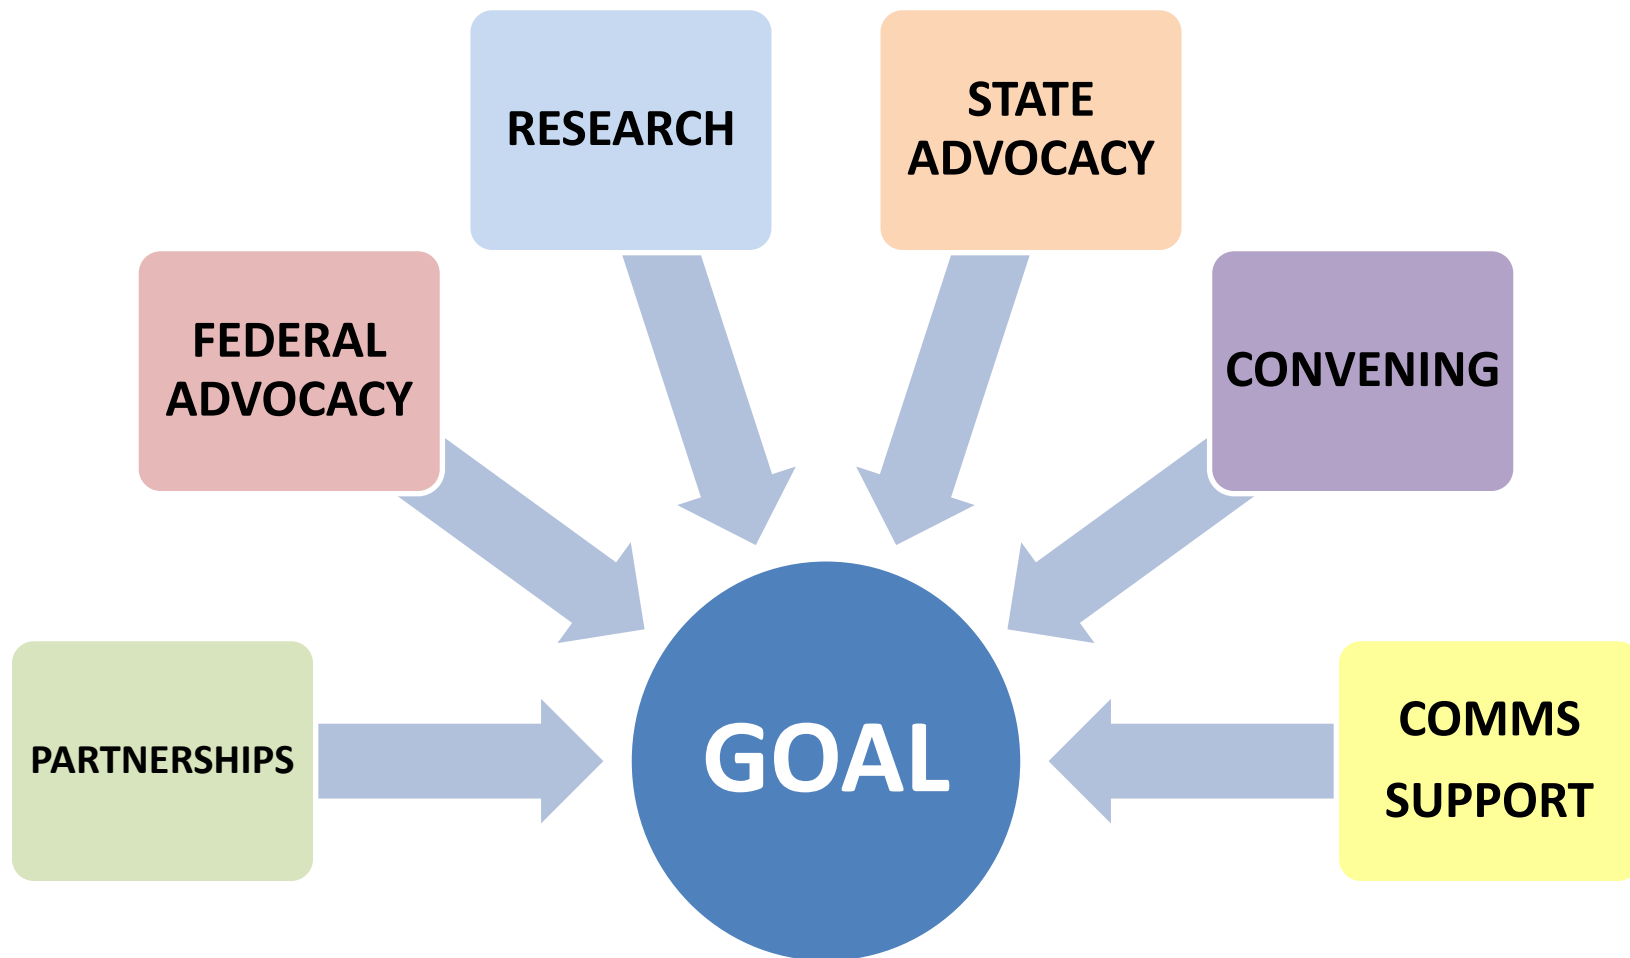 RESEARCH
STATE
ADVOCACY
FEDERAL
ADVOCACY
CONVENING
PARTNERSHIPS
GOAL
COMMS
SUPPORT